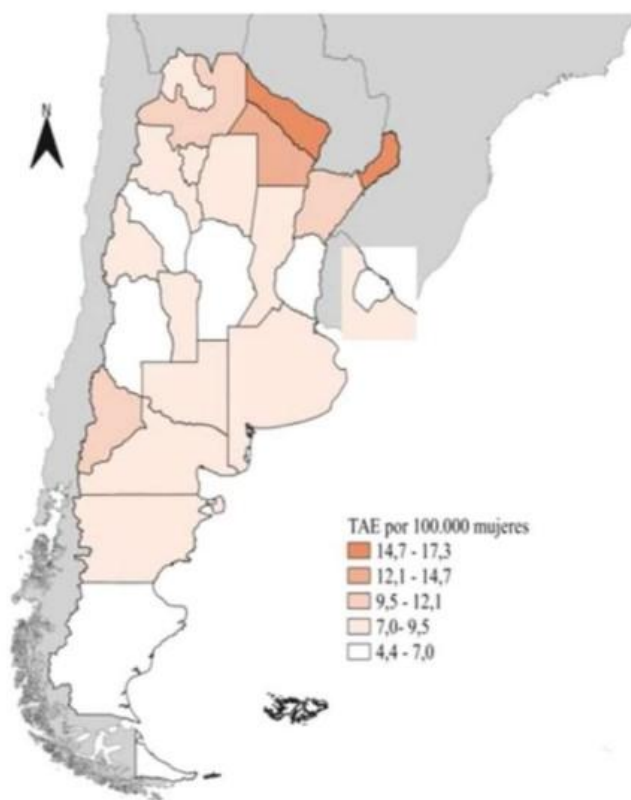 N
TAE por 100.000 mujeres
14,7 - 17,3
12,1 - 14,7
9,5 - 12,1
7,0- 9,5
4,4 - 7,0